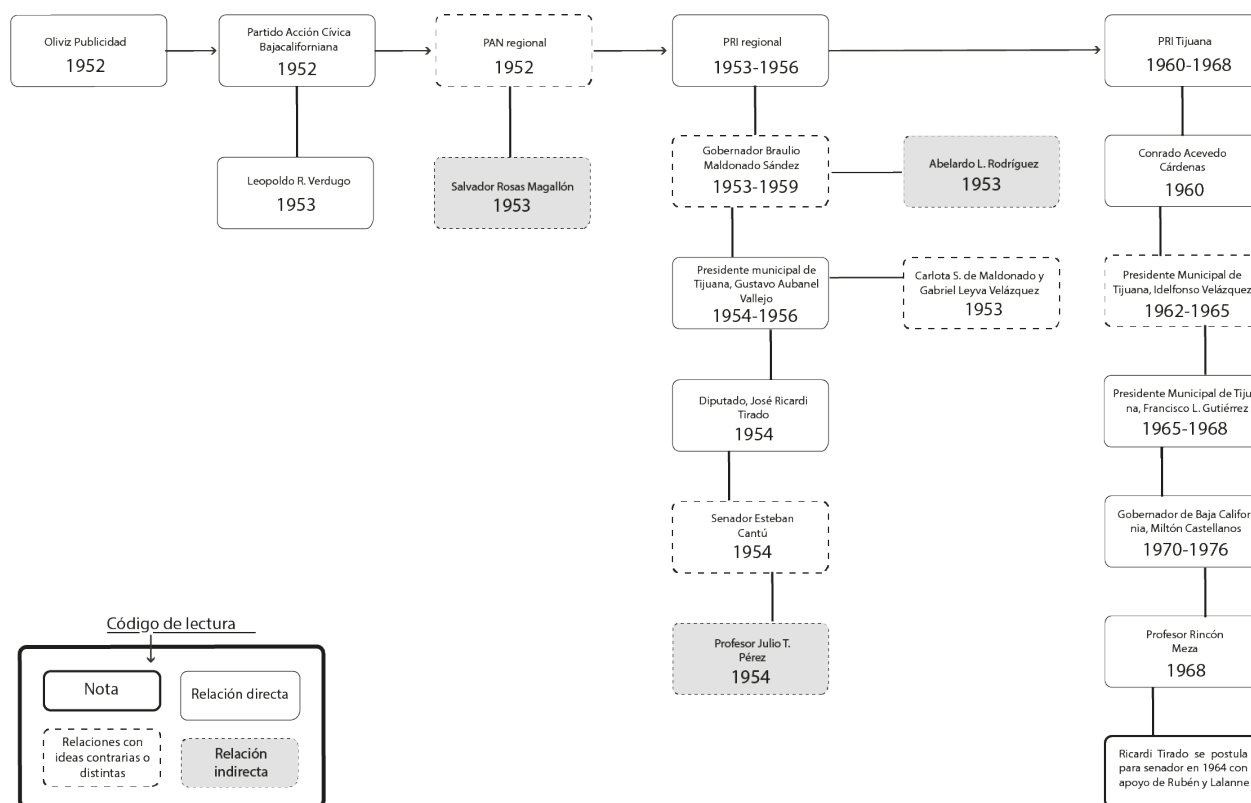 Oliviz Publicidad
1952
Partido Acción Cívica
Bajacaliforniana
1952
PAN regional
1952
PRI regional
1953-1956
PRI Tijuana
1960-1968
Leopoldo R. Verdugo
1953
Salvador Rosas Magallón
1953
Gobernador Braulio
Maldonado Sández
1953-1959
Abelardo L. Rodríguez
1953
Conrado Acevedo
Cárdenas
1960
Presidente municipal de
Tijuana, Gustavo Aubanel
Vallejo
1954-1956
Carlota S. de Maldonado y
Gabriel Leyva Velázquez
1953
Presidente Municipal de
Tijuana, Idelfonso Velázquez
1962-1965
Diputado, José Ricardi
Tirado
1954
Presidente Municipal de Tijua
na, Francisco L. Gutiérrez
1965-1968
Senador Esteban
Cantú
1954
Gobernador de Baja Califor
nia, Miltón Castellanos
1970-1976
Profesor Julio T.
Pérez
1954
Profesor Rincón
Meza
1968
Ricardi Tirado se postula
para senador en 1964 con
apoyo de Rubén y Lalanne
Código de lectura
Nota
Relación directa
Relaciones con
ideas contrarias o
distintas
Relación
indirecta